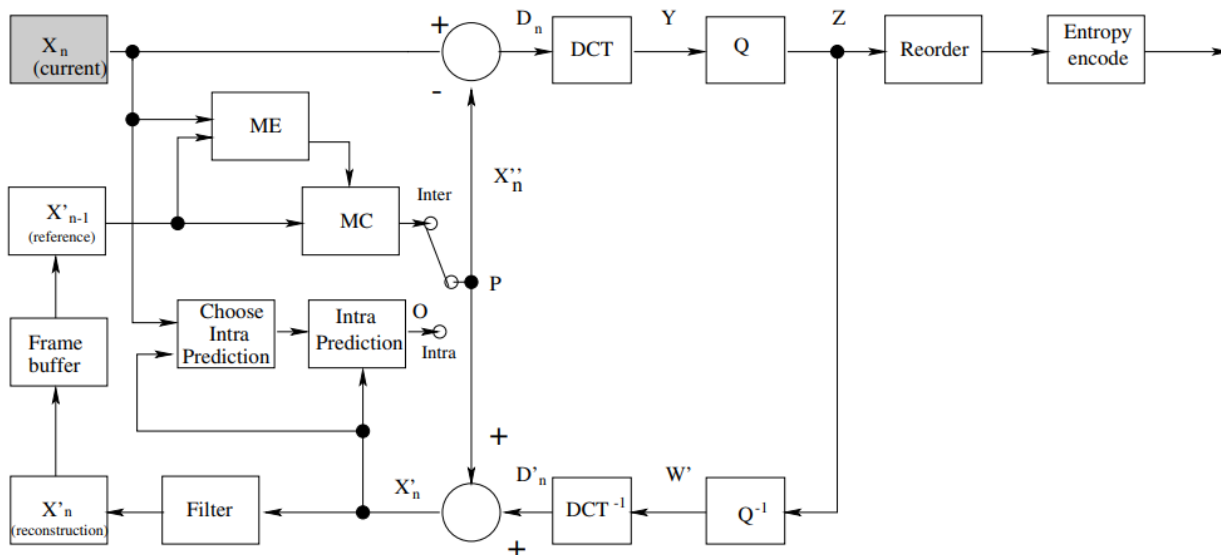 +
D n
Y
Z
X n
(current)
DCT
Q
Reorder
Entropy
encode
-
ME
X'' n
Inter
X' n-1
(reference)
MC
P
Choose
Intra
Prediction
Intra
Prediction
O
Intra
Frame
buffer
+
X' n
D' n
W'
X' n
(reconstruction)
Filter
DCT -1
Q -1
+